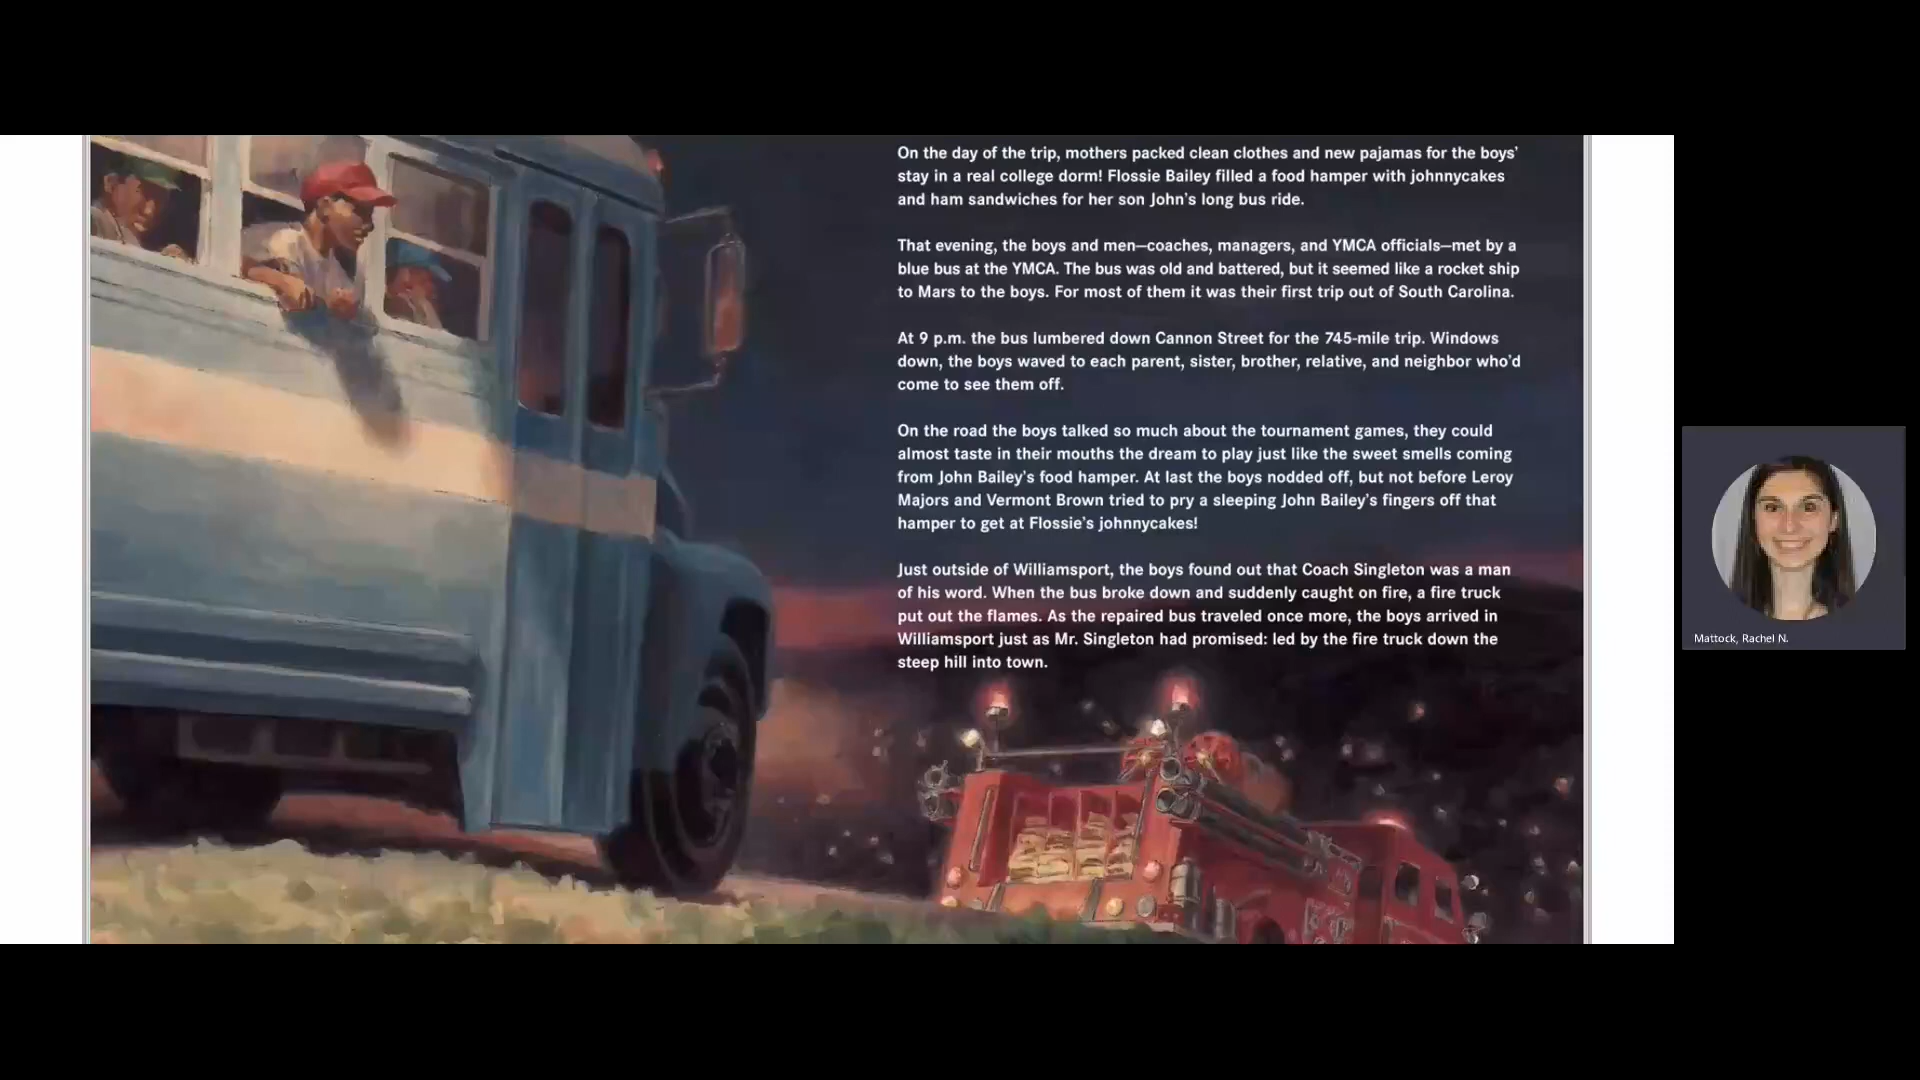 On the day of the trip, mothers packed clean clothes and new pajamas for the boys’
stay in a real college dorm! Flossie Bailey filled a food hamper with johnnycakes
and ham sandwiches for her son John’s long bus ride.
That evening, the boys and men—coaches, managers, and YMCA officials—met by a
blue bus at the YMCA. The bus was old and battered, but it seemed like a rocket ship
to Mars to the boys. For most of them it was their first trip out of South Carolina.
At 9 p.m. the bus lumbered down Cannon Street for the 745-mile trip. Windows
down, the boys waved to each parent, sister, brother, relative, and neighbor who’d
come to see them off.
On the road the boys talked so much about the tournament games, they could
almost taste in their mouths the dream to play just like the sweet smells coming
from John Bailey’s food hamper. At last the boys nodded off, but not before Leroy
Majors and Vermont Brown tried to pry a sleeping John Bailey’s fingers off that
hamper to get at Flossie’s johnnycakes!
Just outside of Williamsport, the boys found out that Coach Singleton was a man
of his word. When the bus broke down and suddenly caught on fire, a fire truck
put out the flames. As the repaired bus traveled once more, the boys arrived in
Williamsport just as Mr. Singleton had promised: led by the fire truck down the
steep hill into town.
Mattock, Rachel N.